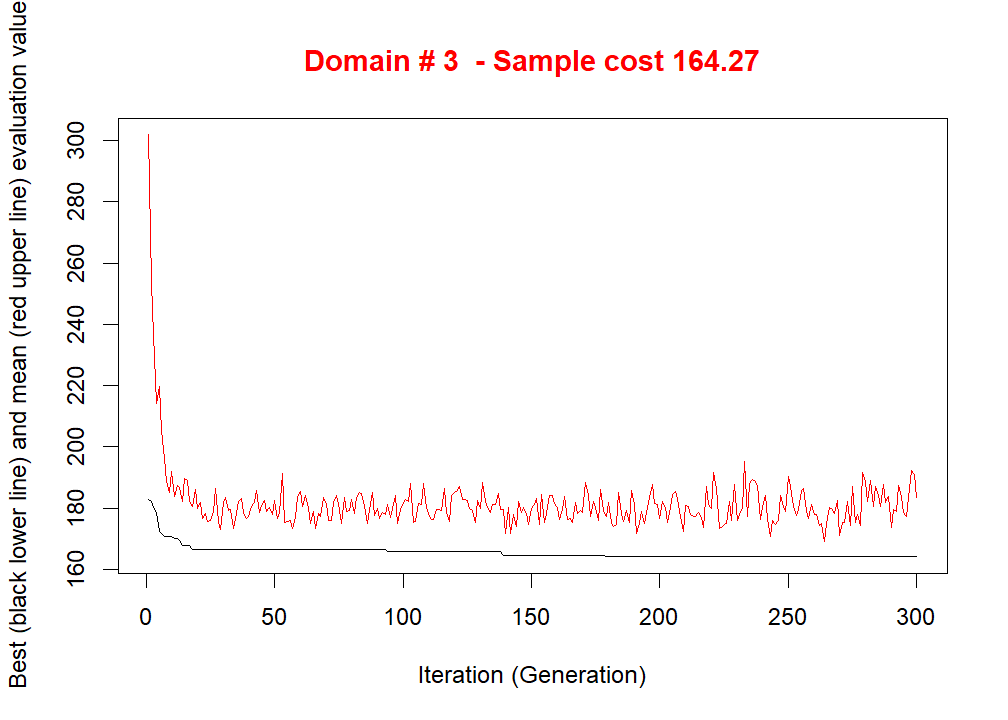 Domain # 3  - Sample cost 164.27
Best (black lower line) and mean (red upper line) evaluation value
300
280
260
240
220
200
180
160
0 50 100 150 200 250 300
Iteration (Generation)